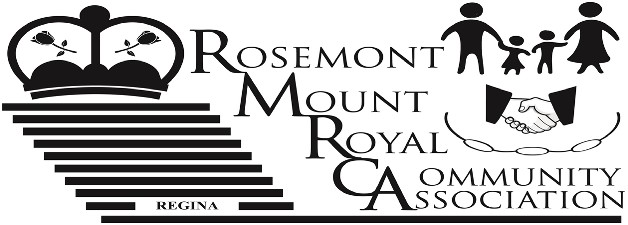 ROSEMONT
MOUNT
ROYAL
COMMUNITY
ASSOCIATION
REGINA